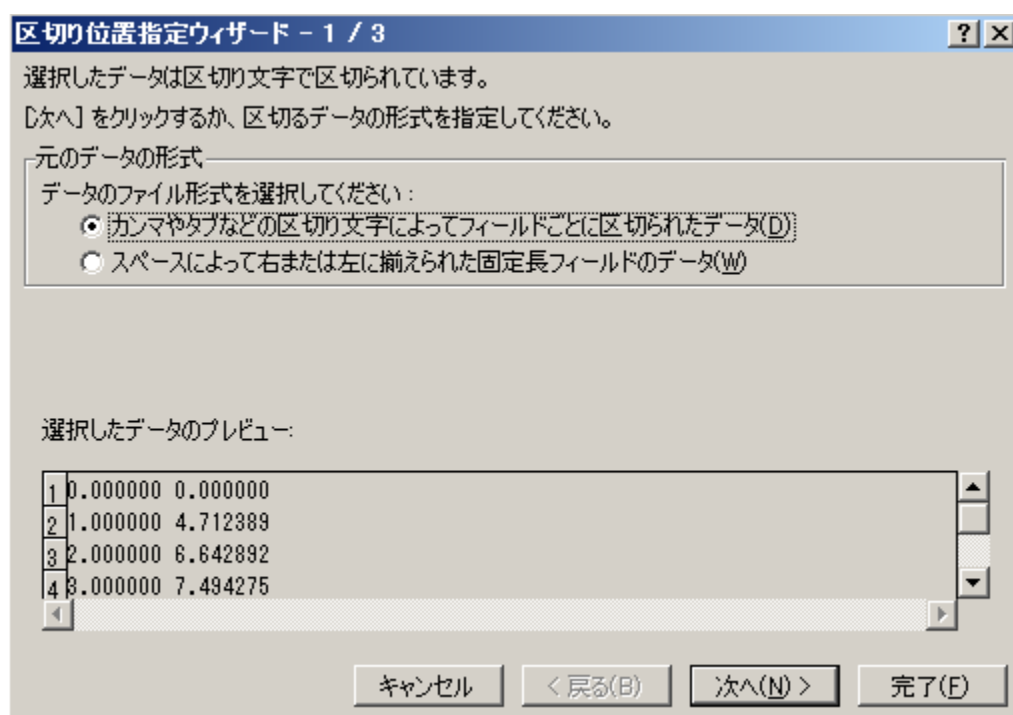 区切り位置指定ウィザード - 1 / 3
選択したデータは区切り文字で区切られています。
[次へ] をクリックするか、区切るデータの形式を指定してください。
元のデータの形式
データのファイル形式を選択してください:
カンマやタブなどの区切り文字によってフィールドごとに区切られたデータ(D)
スペースによって右または左に揃えられた固定長フィールドのデータ(W)
選択したデータのプレビュー:
1 0.000000 0.000000
2 1.000000 4.712389
3 2.000000 6.642892
4 3.000000 7.494275
キャンセル < 戻る(B) 次へ(N) > 完了(F)